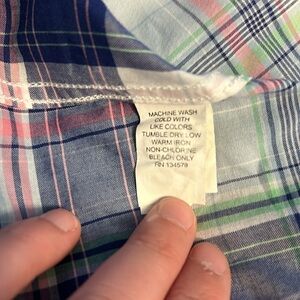 MACHINE WASH
COLD WITH
LIKE COLORS
TUMBLE DRY LOW
WARM IRON
NON-CHLORINE
BLEACH ONLY
RN 134579